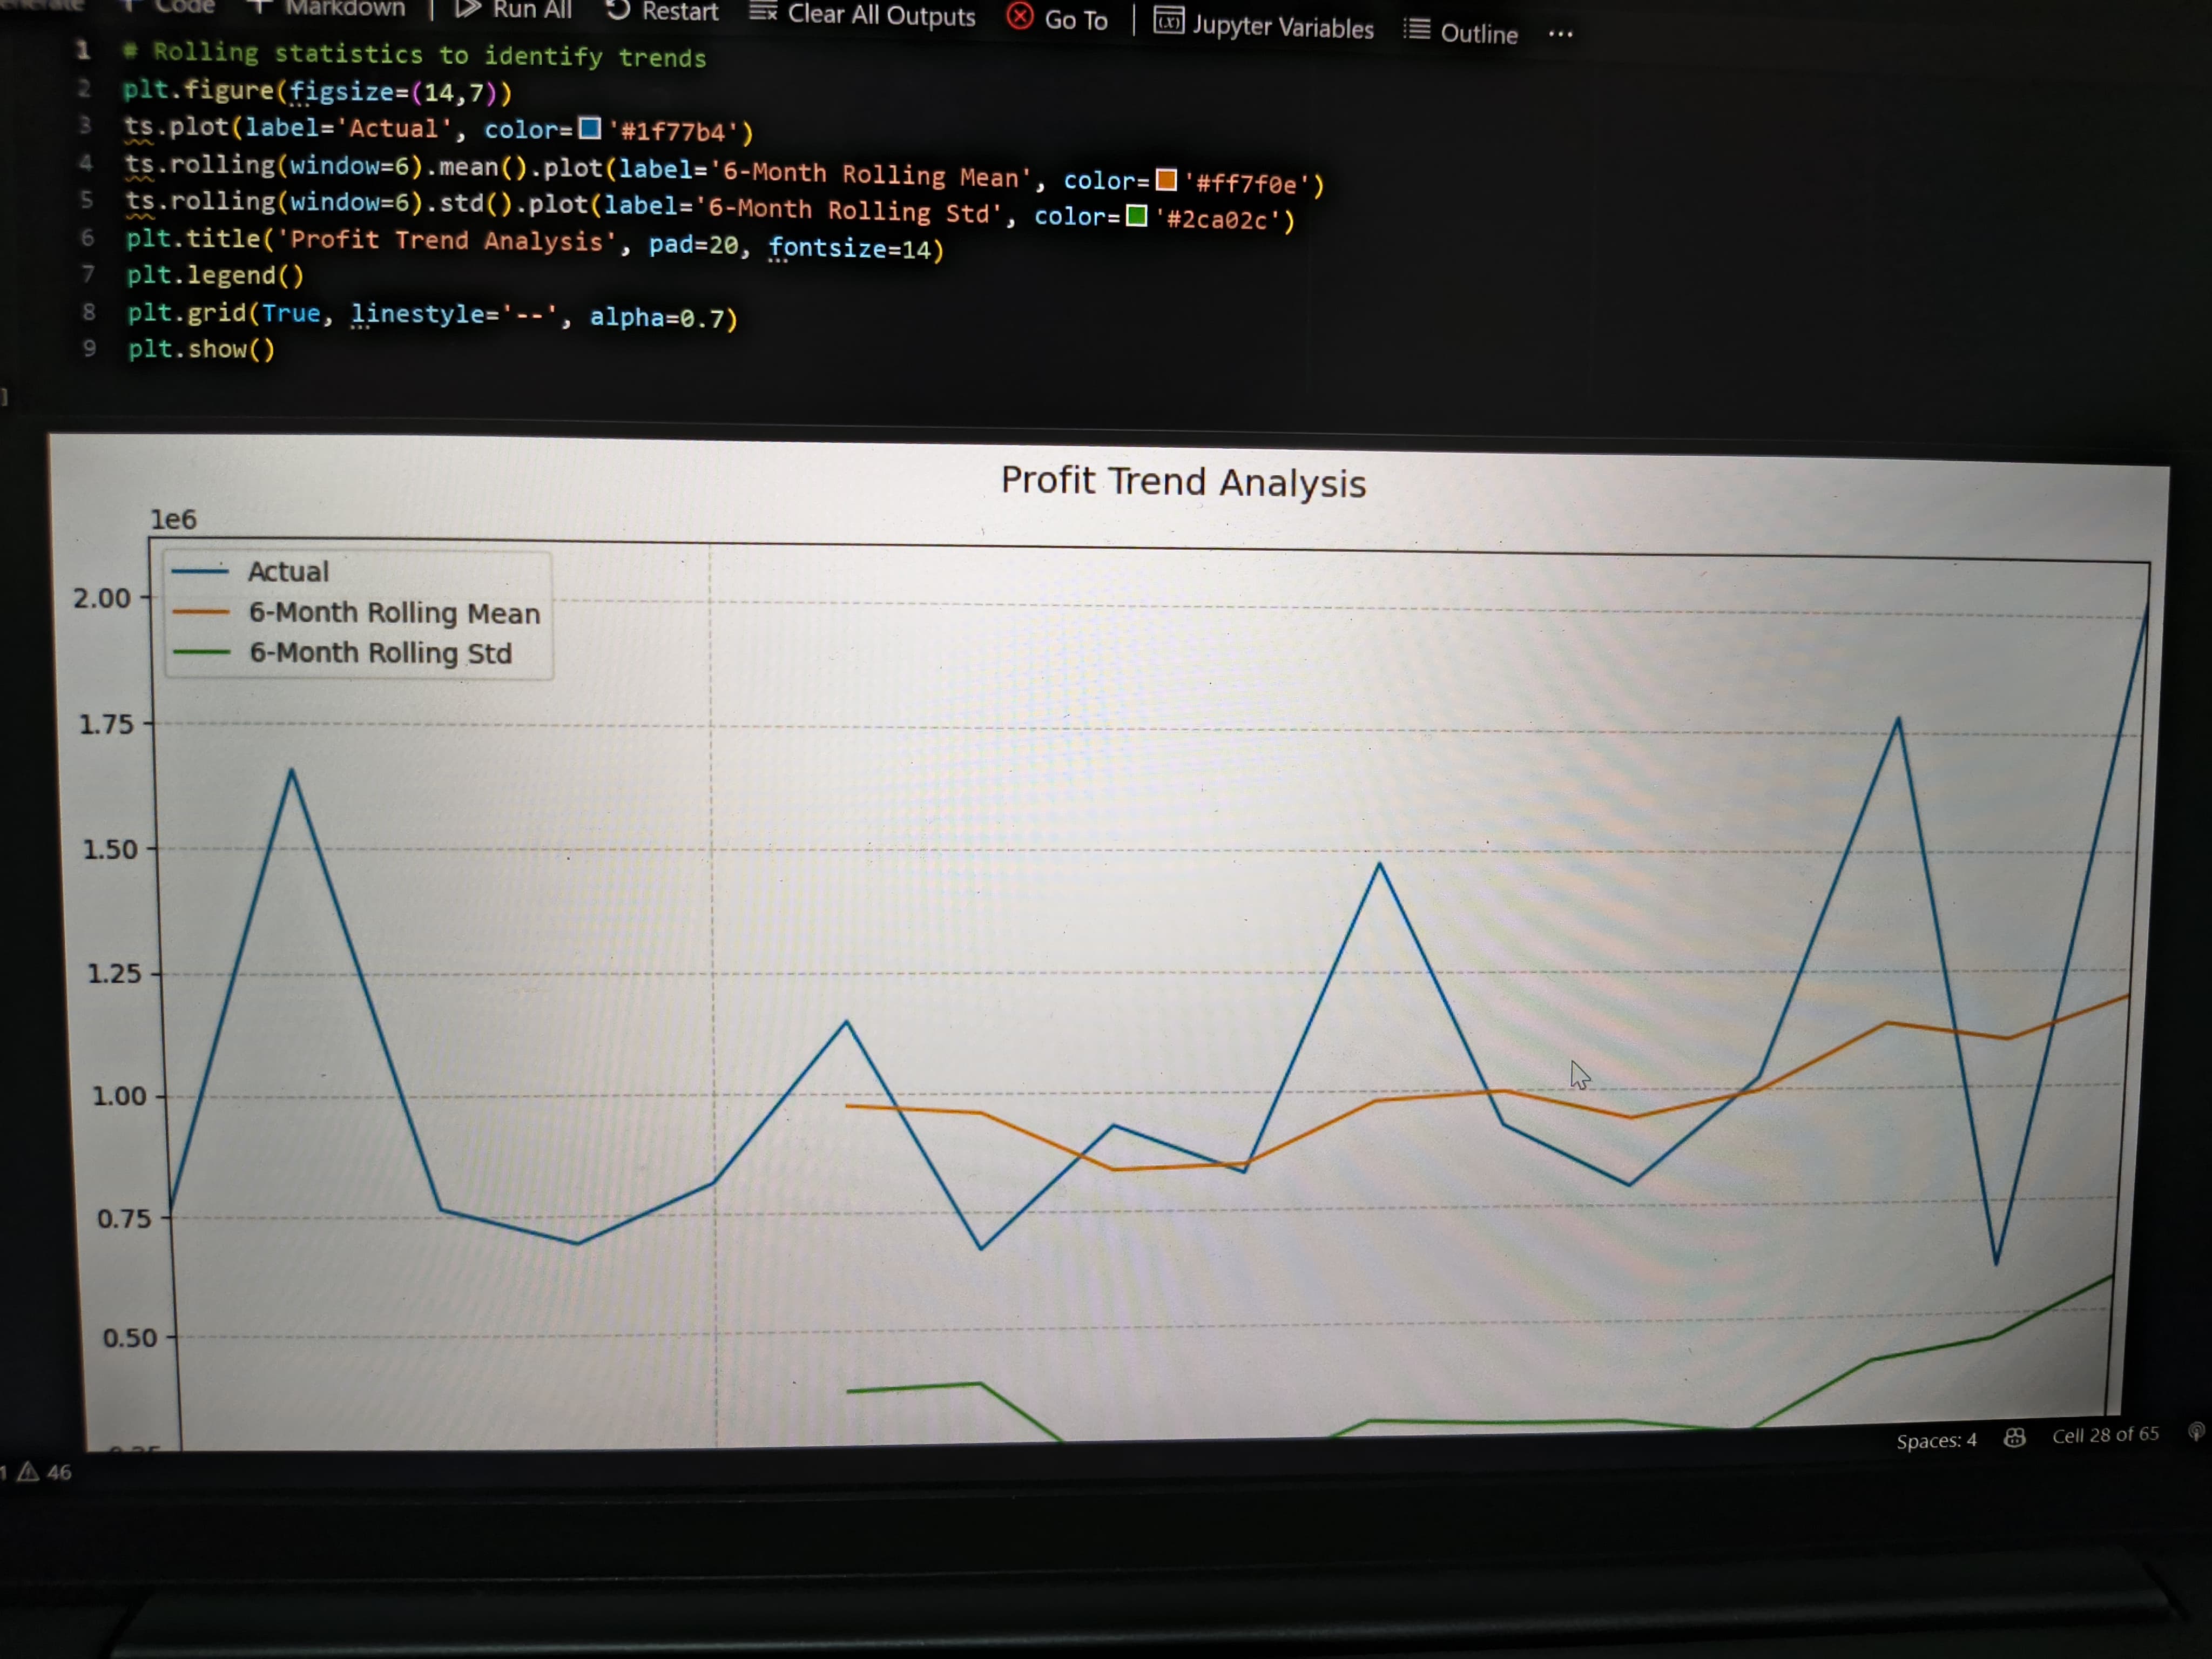 Code Markdown Run All Restart Clear All Outputs Go To Jupyter Variables Outline ...
1 # Rolling statistics to identify trends
2 plt.figure(figsize=(14,7))
3 ts.plot(label='Actual', color='#1f77b4')
4 ts.rolling(window=6).mean().plot(label='6-Month Rolling Mean', color='#ff7f0e')
5 ts.rolling(window=6).std().plot(label='6-Month Rolling Std', color='#2ca02c')
6 plt.title('Profit Trend Analysis', pad=20, fontsize=14)
7 plt.legend()
8 plt.grid(True, linestyle='--', alpha=0.7)
9 plt.show()
]
Profit Trend Analysis
1e6
Actual
6-Month Rolling Mean
6-Month Rolling Std
2.00
1.75
1.50
1.25
1.00
0.75
0.50
Spaces: 4 Cell 28 of 65
46